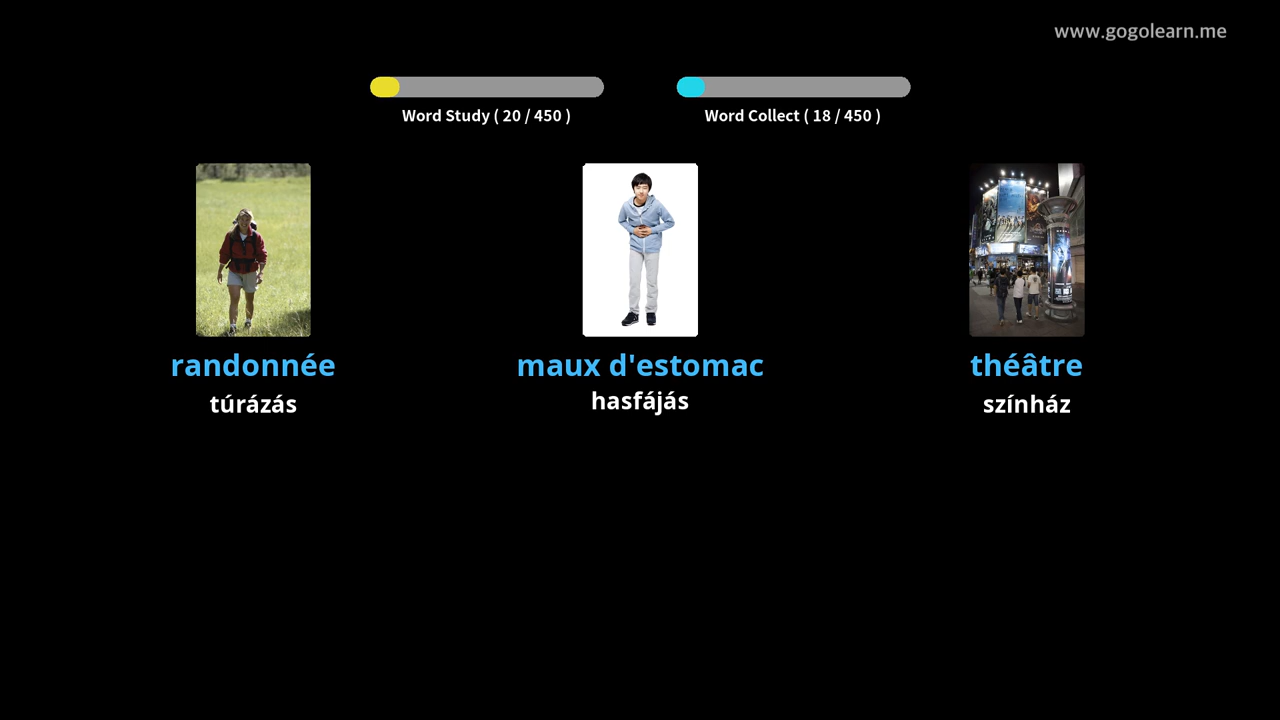 www.gogolearn.me
Word Study ( 20 / 450 )
Word Collect ( 18 / 450 )
randonnée
túrázás
maux d'estomac
hasfájás
théâtre
színház